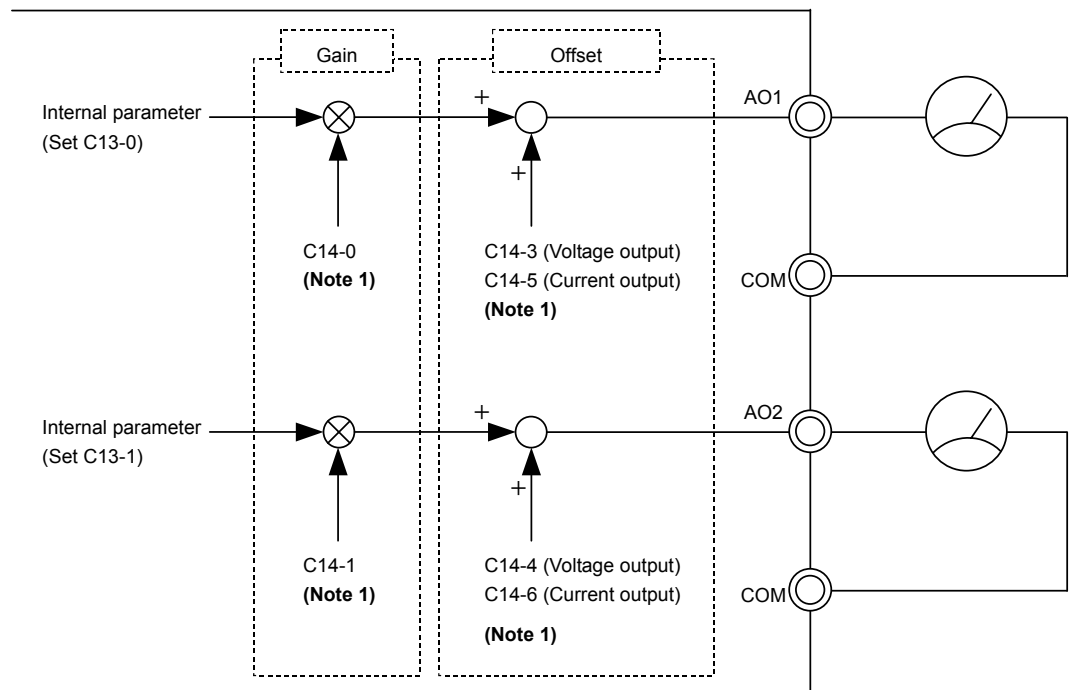 Gain
Offset
Internal parameter
(Set C13-0)
+
+
AO1
C14-0
(Note 1)
C14-3 (Voltage output)
C14-5 (Current output)
(Note 1)
COM
Internal parameter
(Set C13-1)
+
+
AO2
C14-1
(Note 1)
C14-4 (Voltage output)
C14-6 (Current output)
(Note 1)
COM